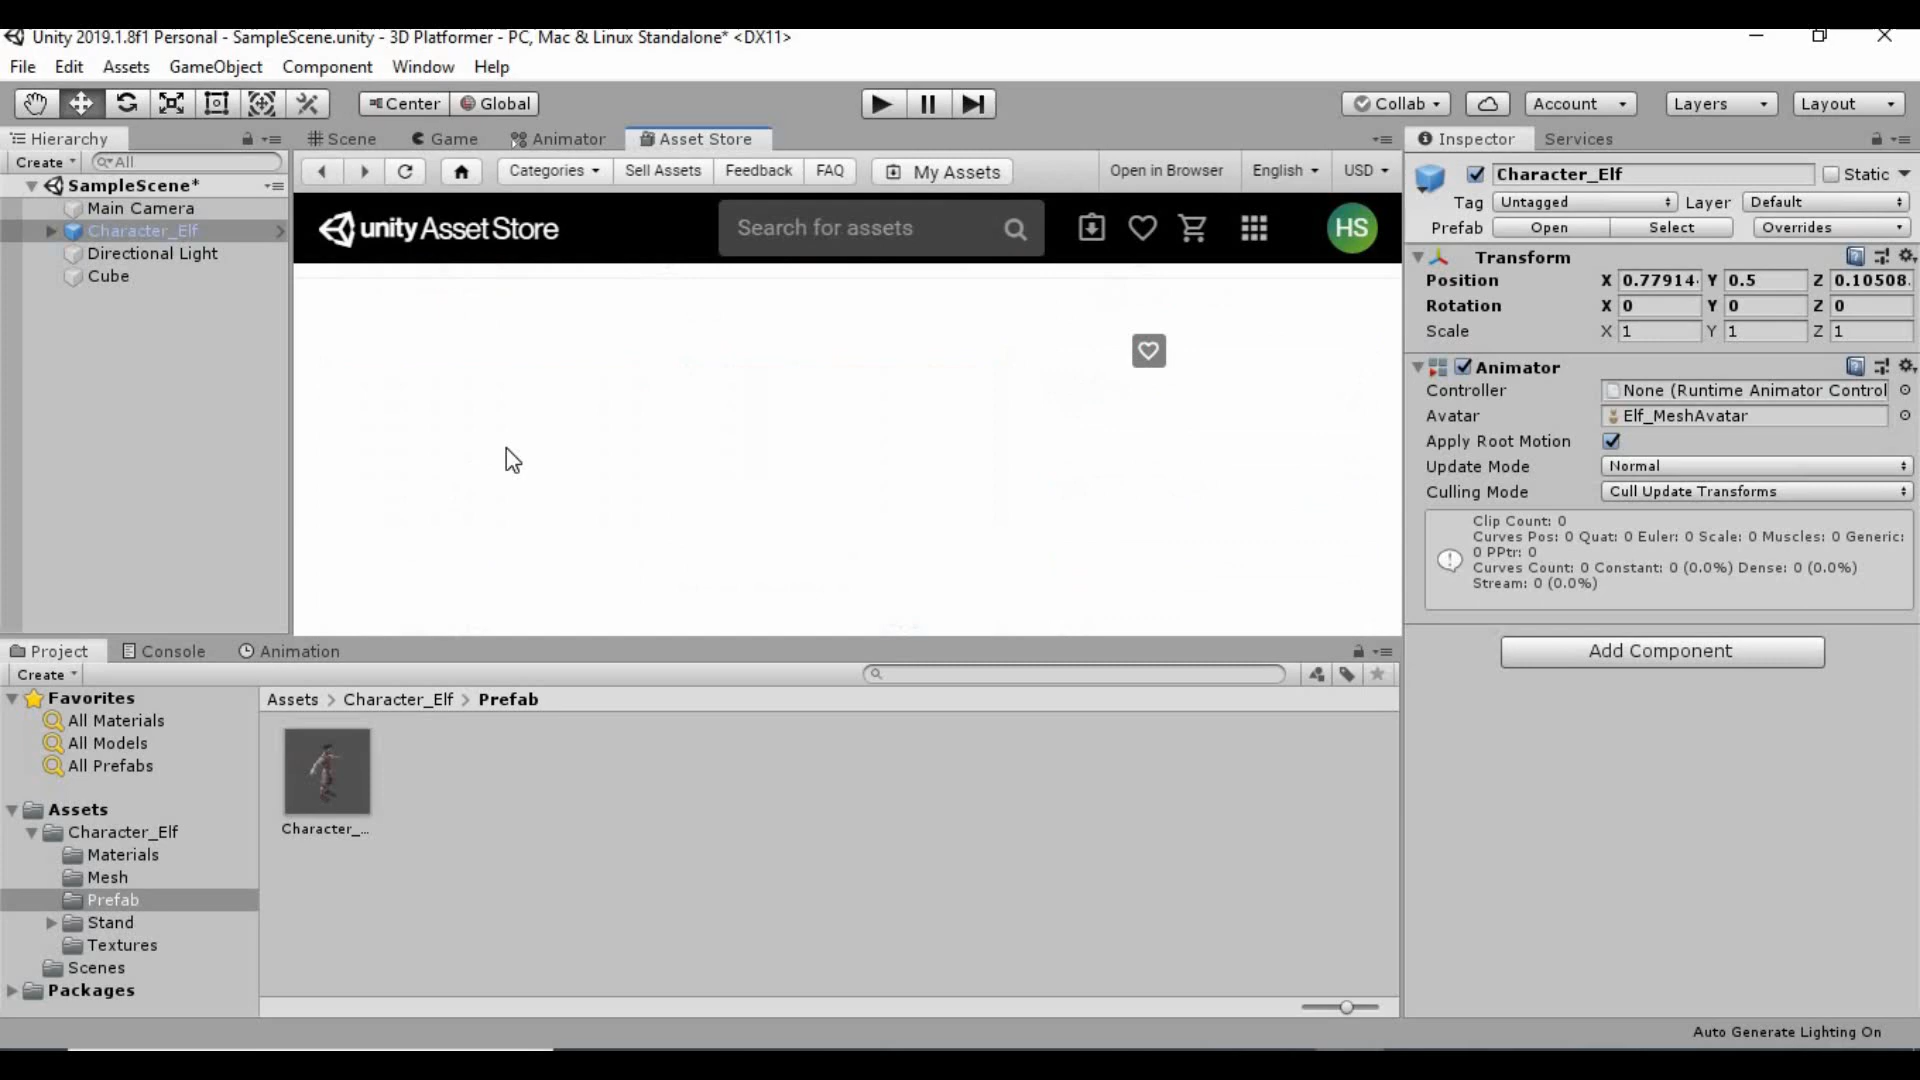 Unity 2019.1.8f1 Personal - SampleScene.unity - 3D Platformer - PC, Mac & Linux Standalone* <DX11>
File Edit Assets GameObject Component Window Help
Center Global Collab Account Layers Layout
Hierarchy Scene Game Animator Asset Store Inspector Services
Create All
Categories Sell Assets Feedback FAQ My Assets Open in Browser English USD
SampleScene*
Main Camera
Character_Elf
Directional Light
Cube
unity Asset Store Search for assets HS
Character_Elf Static
Tag Untagged Layer Default
Prefab Open Select Overrides
Transform
Position X 0.77914 Y 0.5 Z 0.10508
Rotation X 0 Y 0 Z 0
Scale X 1 Y 1 Z 1
Animator
Controller None (Runtime Animator Control
Avatar Elf_MeshAvatar
Apply Root Motion
Update Mode Normal
Culling Mode Cull Update Transforms
Clip Count: 0
Curves Pos: 0 Quat: 0 Euler: 0 Scale: 0 Muscles: 0 Generic:
0 PPtr: 0
Curves Count: 0 Constant: 0 (0.0%) Dense: 0 (0.0%)
Stream: 0 (0.0%)
Add Component
Project Console Animation
Create
Favorites
All Materials
All Models
All Prefabs
Assets
Character_Elf
Materials
Mesh
Prefab
Stand
Textures
Scenes
Packages
Assets > Character_Elf > Prefab
Character_...
Auto Generate Lighting On